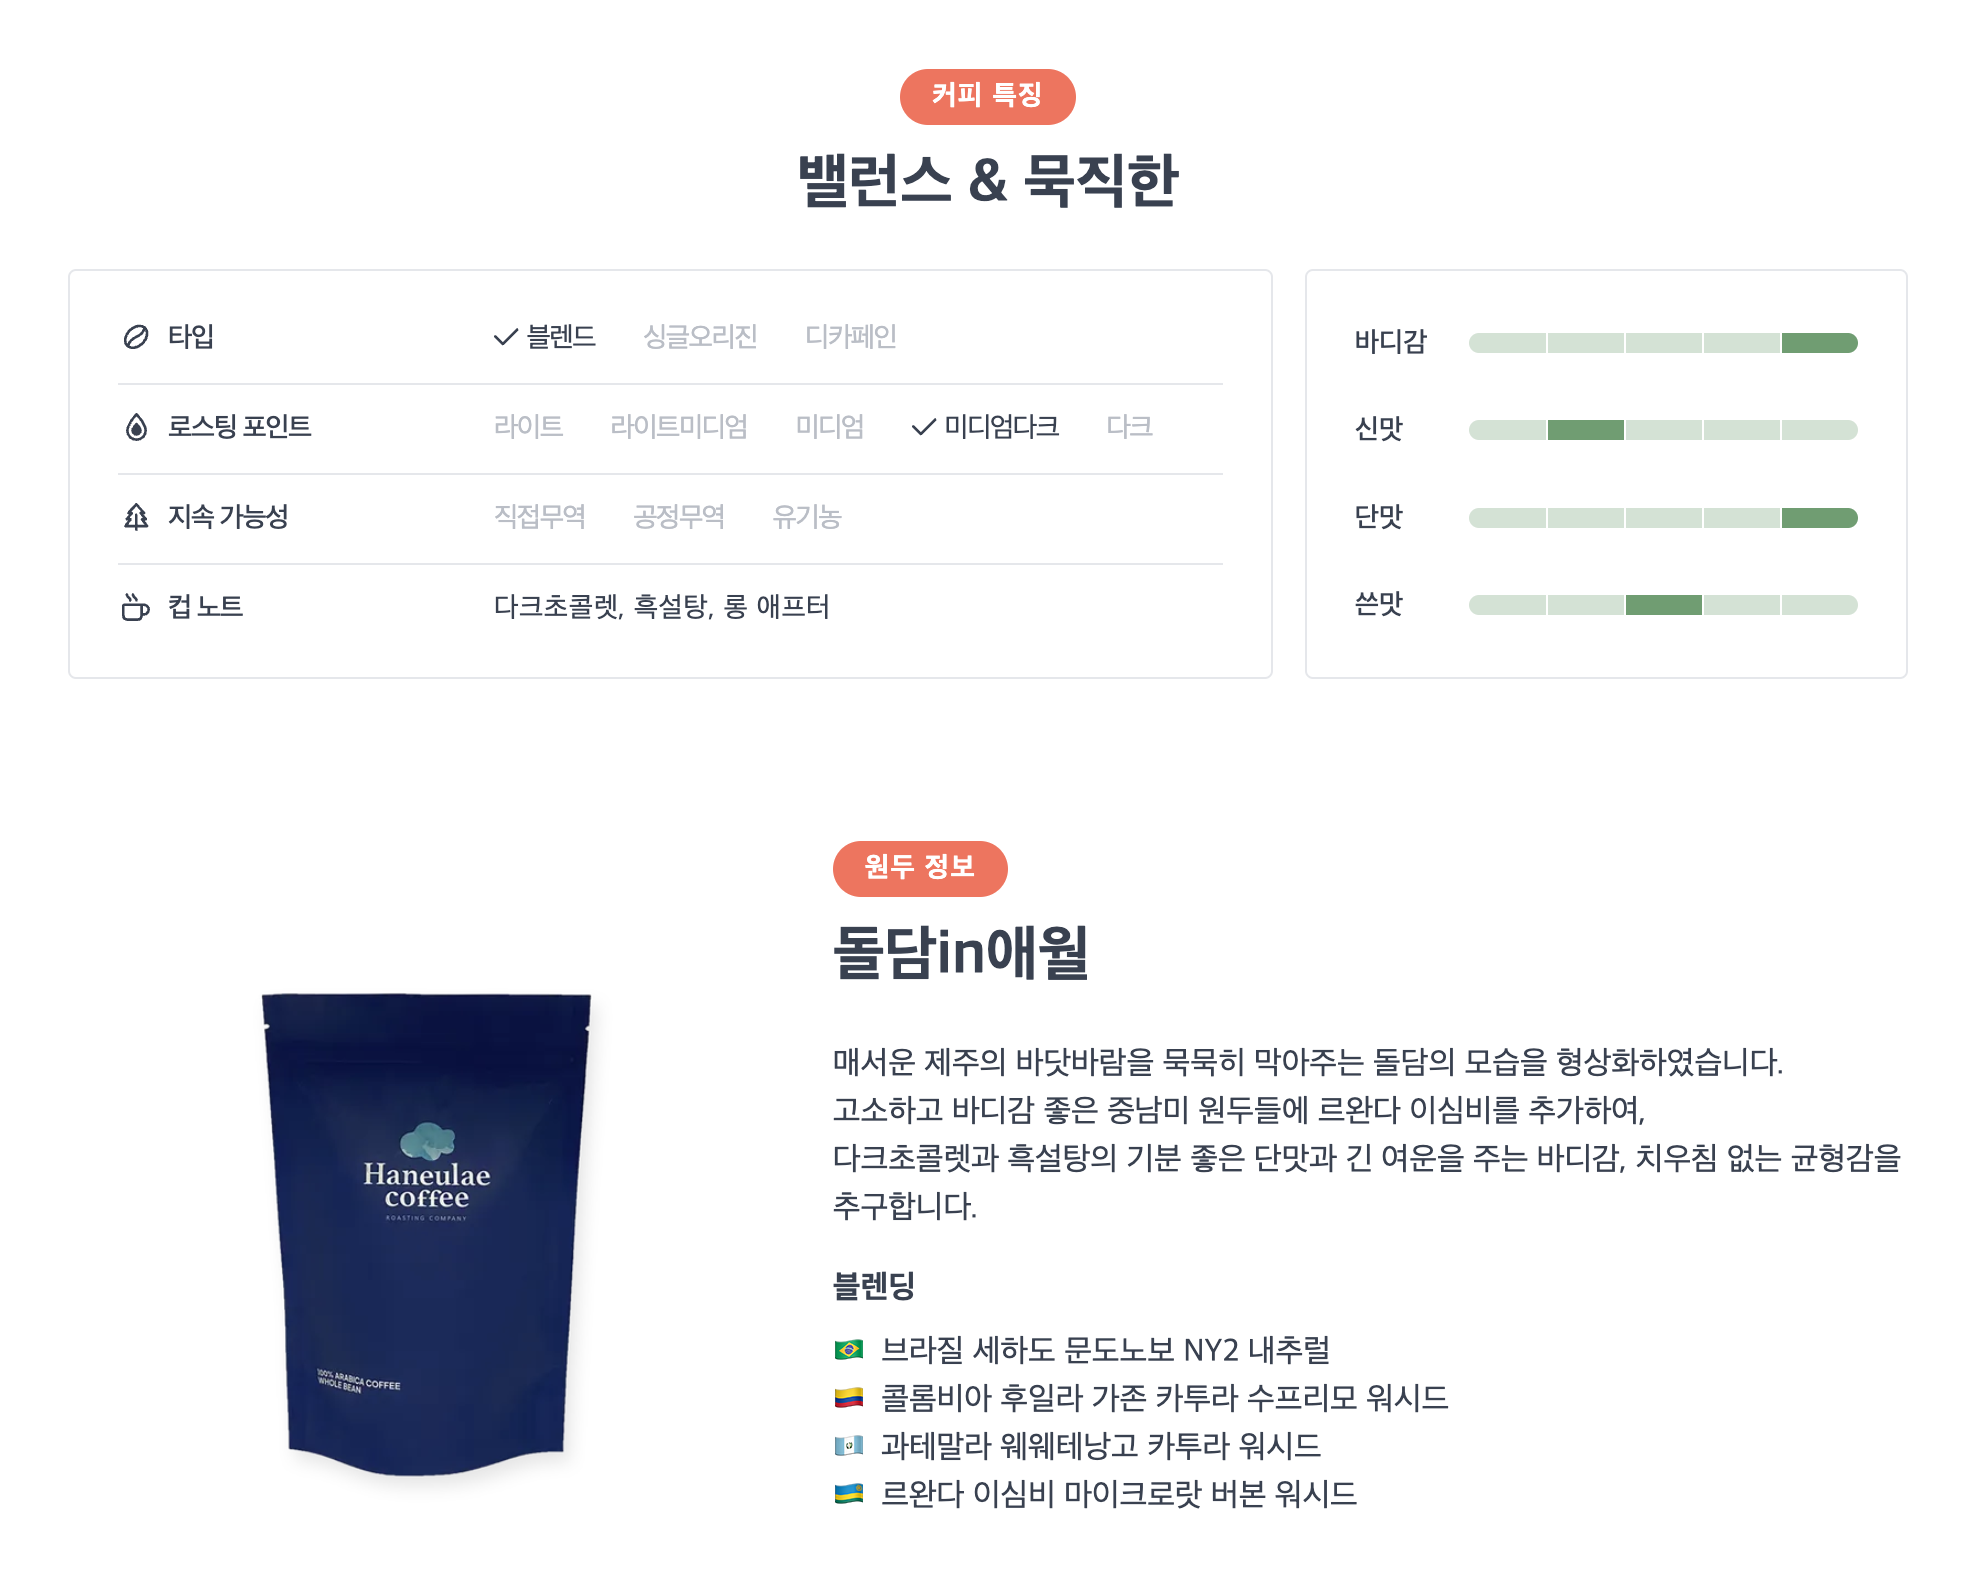 커피 특징
밸런스 & 묵직한
타입 블렌드 싱글오리진 디카페인
로스팅 포인트 라이트 라이트미디엄 미디엄 미디엄다크 다크
지속 가능성 직접무역 공정무역 유기농
컵 노트 다크초콜렛, 흑설탕, 롱 애프터
바디감
신맛
단맛
쓴맛
원두 정보
돌담in애월
매서운 제주의 바닷바람을 묵묵히 막아주는 돌담의 모습을 형상화하였습니다.
고소하고 바디감 좋은 중남미 원두들에 르완다 이심비를 추가하여,
다크초콜렛과 흑설탕의 기분 좋은 단맛과 긴 여운을 주는 바디감, 치우침 없는 균형감을
추구합니다.
블렌딩
브라질 세하도 문도노보 NY2 내추럴
콜롬비아 후일라 가존 카투라 수프리모 워시드
과테말라 웨웨테낭고 카투라 워시드
르완다 이심비 마이크로랏 버본 워시드
Haneulae
coffee
ROASTING COMPANY
100% ARABICA COFFEE
WHOLE BEAN